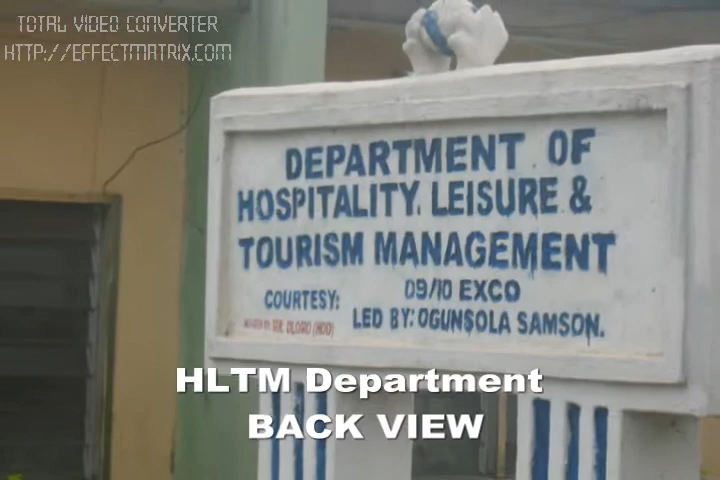 TOTAL VIDEO CONVERTER
HTTP://EFFECTMATRIX.COM
DEPARTMENT OF
HOSPITALITY, LEISURE &
TOURISM MANAGEMENT
COURTESY: 09/10 EXCO
LED BY: OGUNSOLA SAMSON.
(HOD)
HLTM Department
BACK VIEW